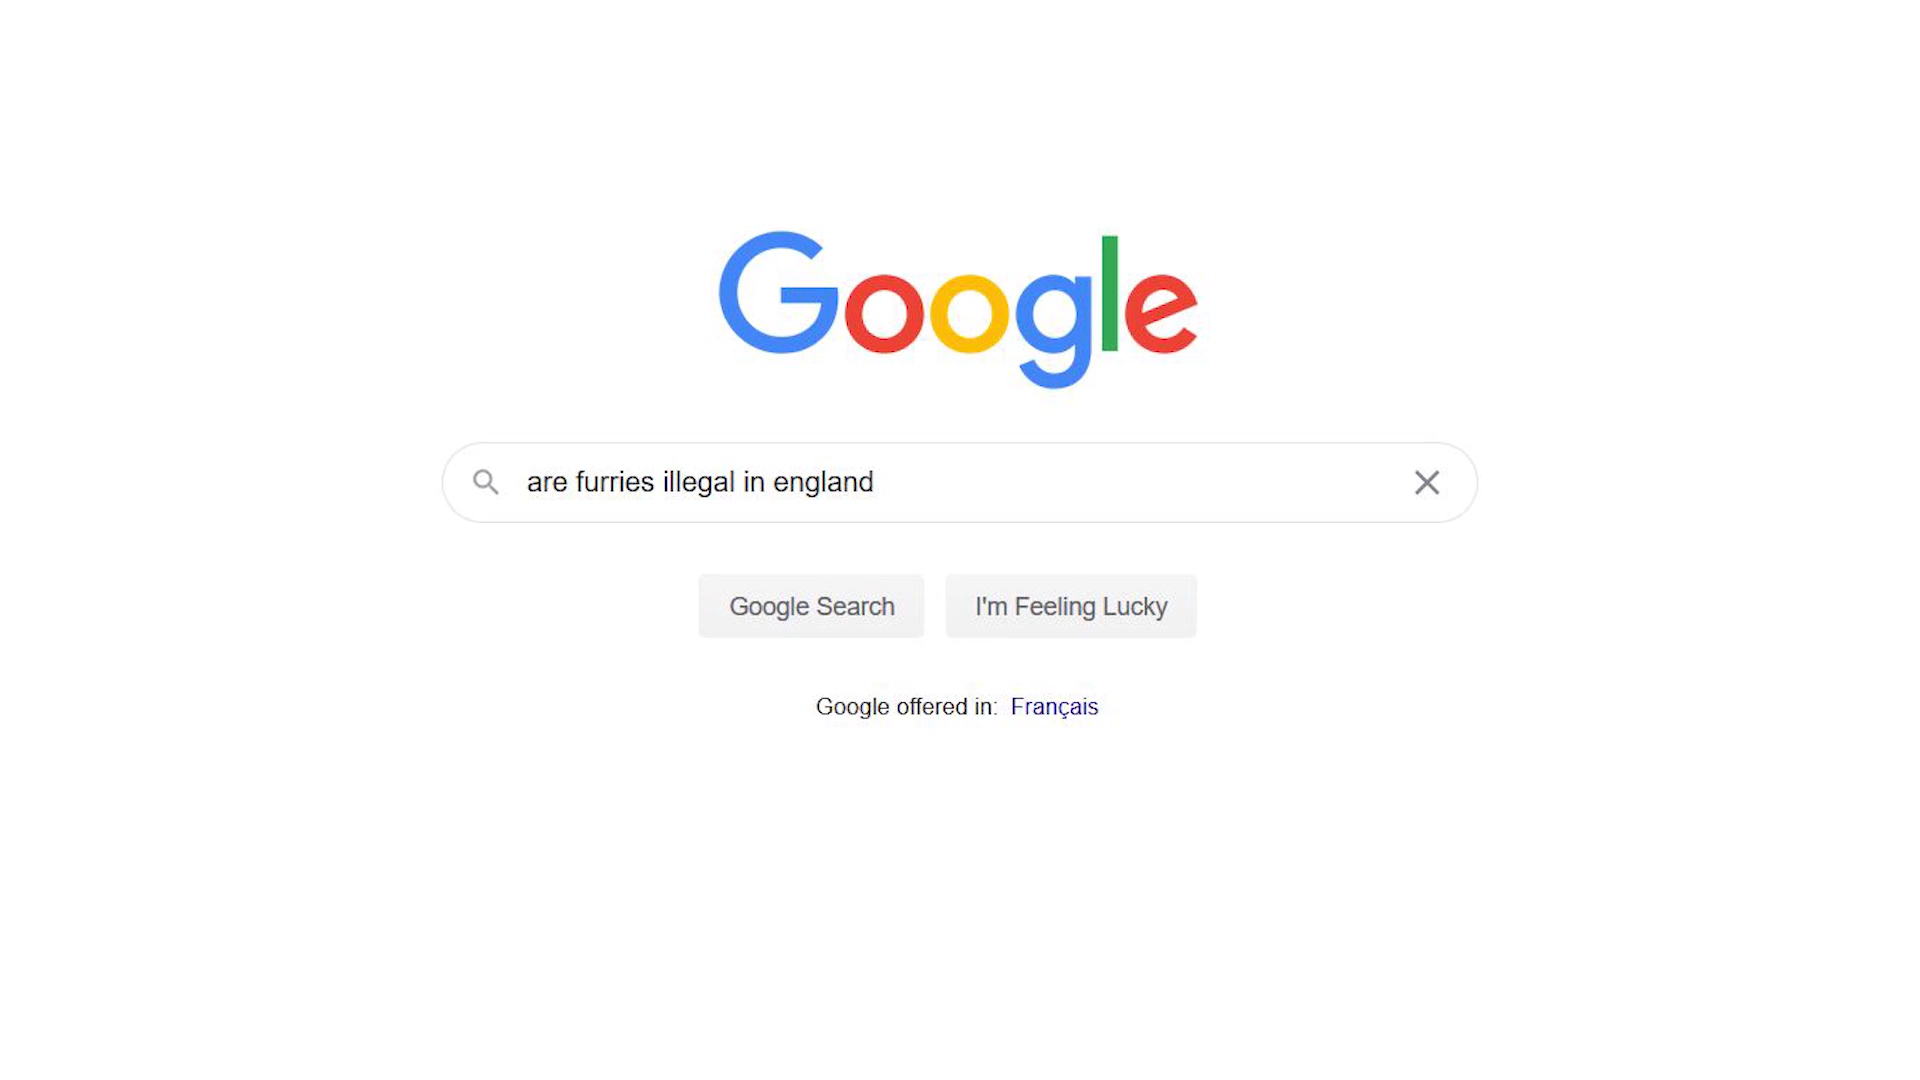 Google
are furries illegal in england
Google Search
I'm Feeling Lucky
Google offered in: Français